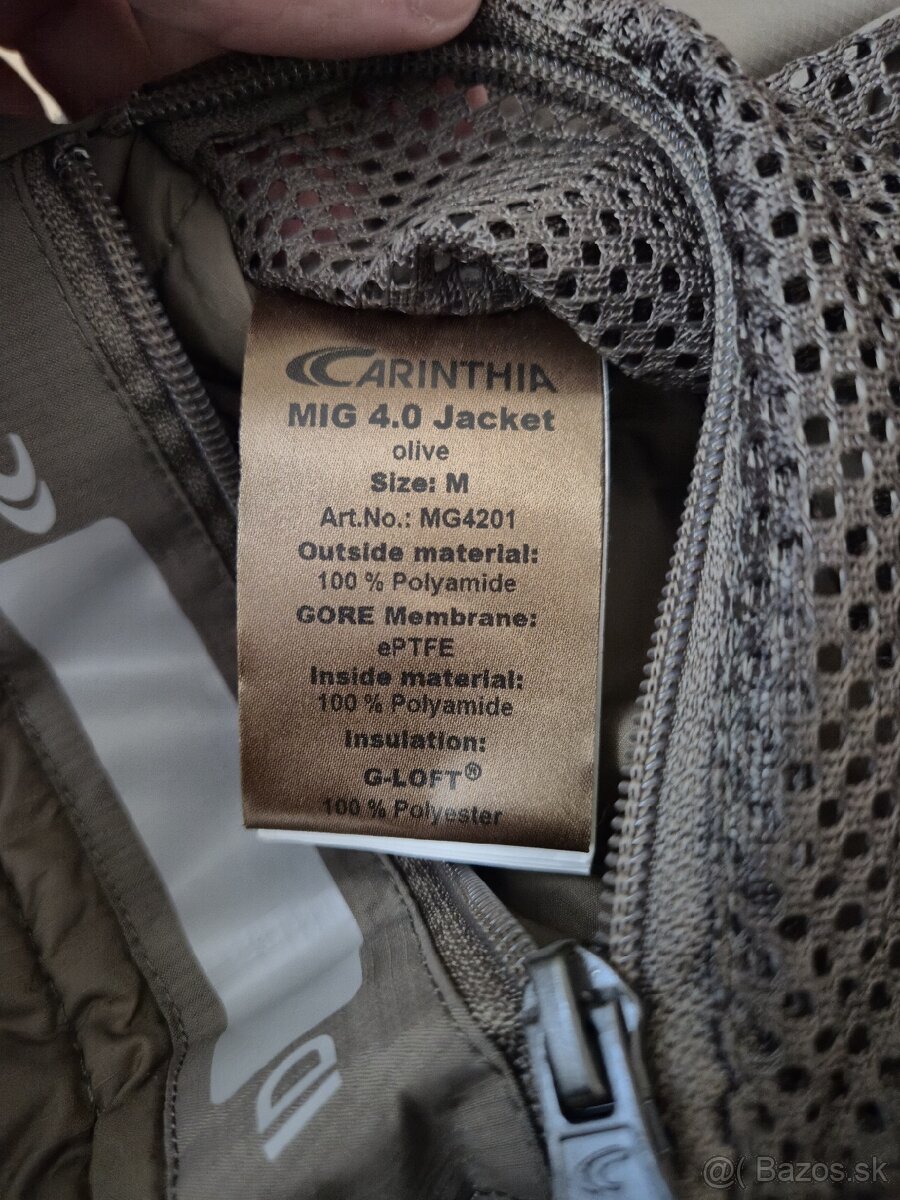 CARINTHIA
MIG 4.0 Jacket
olive
Size: M
Art.No.: MG4201
Outside material:
100 % Polyamide
GORE Membrane:
ePTFE
Inside material:
100 % Polyamide
Insulation:
G-LOFT®
100 % Polyester
ID
@( Bazos.sk